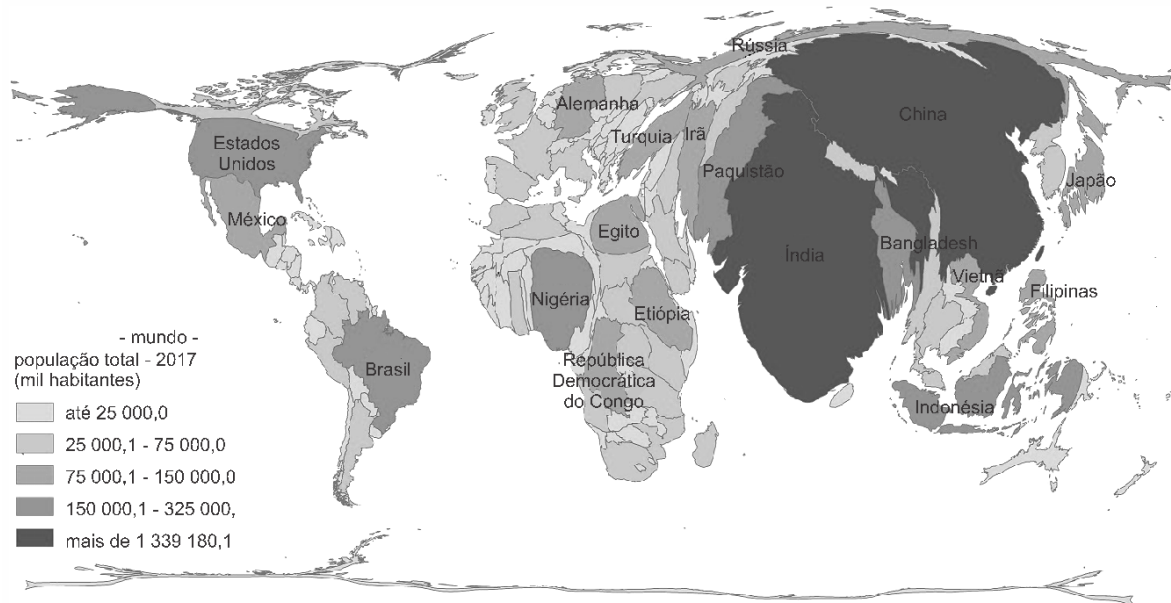 Rússia
Alemanha
China
Estados
Unidos
Turquia
Irã
Paquistão
Japão
México
Egito
Índia
Bangladesh
Vietnã
Filipinas
Nigéria
Etiópia
Brasil
República
Democrática
do Congo
Indonésia
- mundo -
população total - 2017
(mil habitantes)
até 25 000,0
25 000,1 - 75 000,0
75 000,1 - 150 000,0
150 000,1 - 325 000,
mais de 1 339 180,1